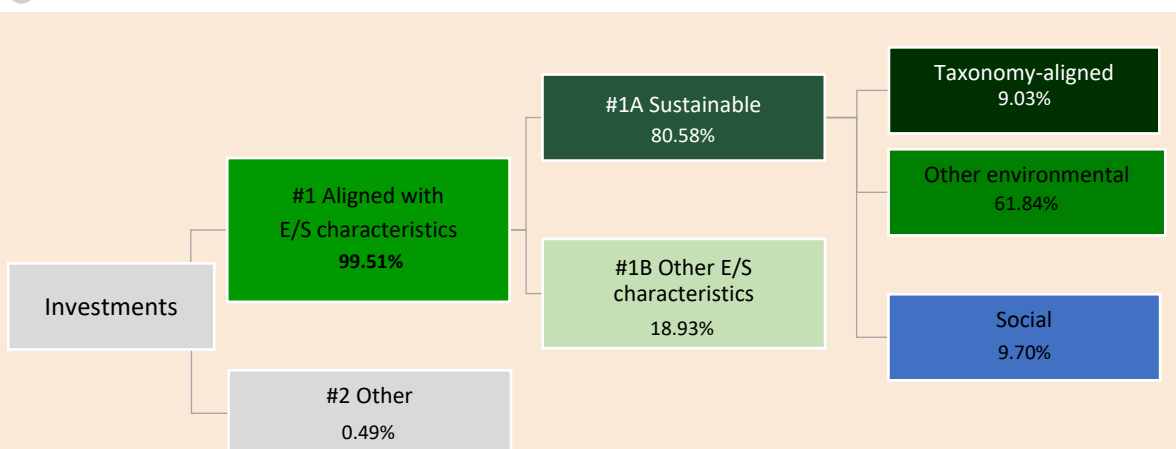 Investments
#1 Aligned with
E/S characteristics
99.51%
#2 Other
0.49%
#1A Sustainable
80.58%
#1B Other E/S
characteristics
18.93%
Taxonomy-aligned
9.03%
Other environmental
61.84%
Social
9.70%